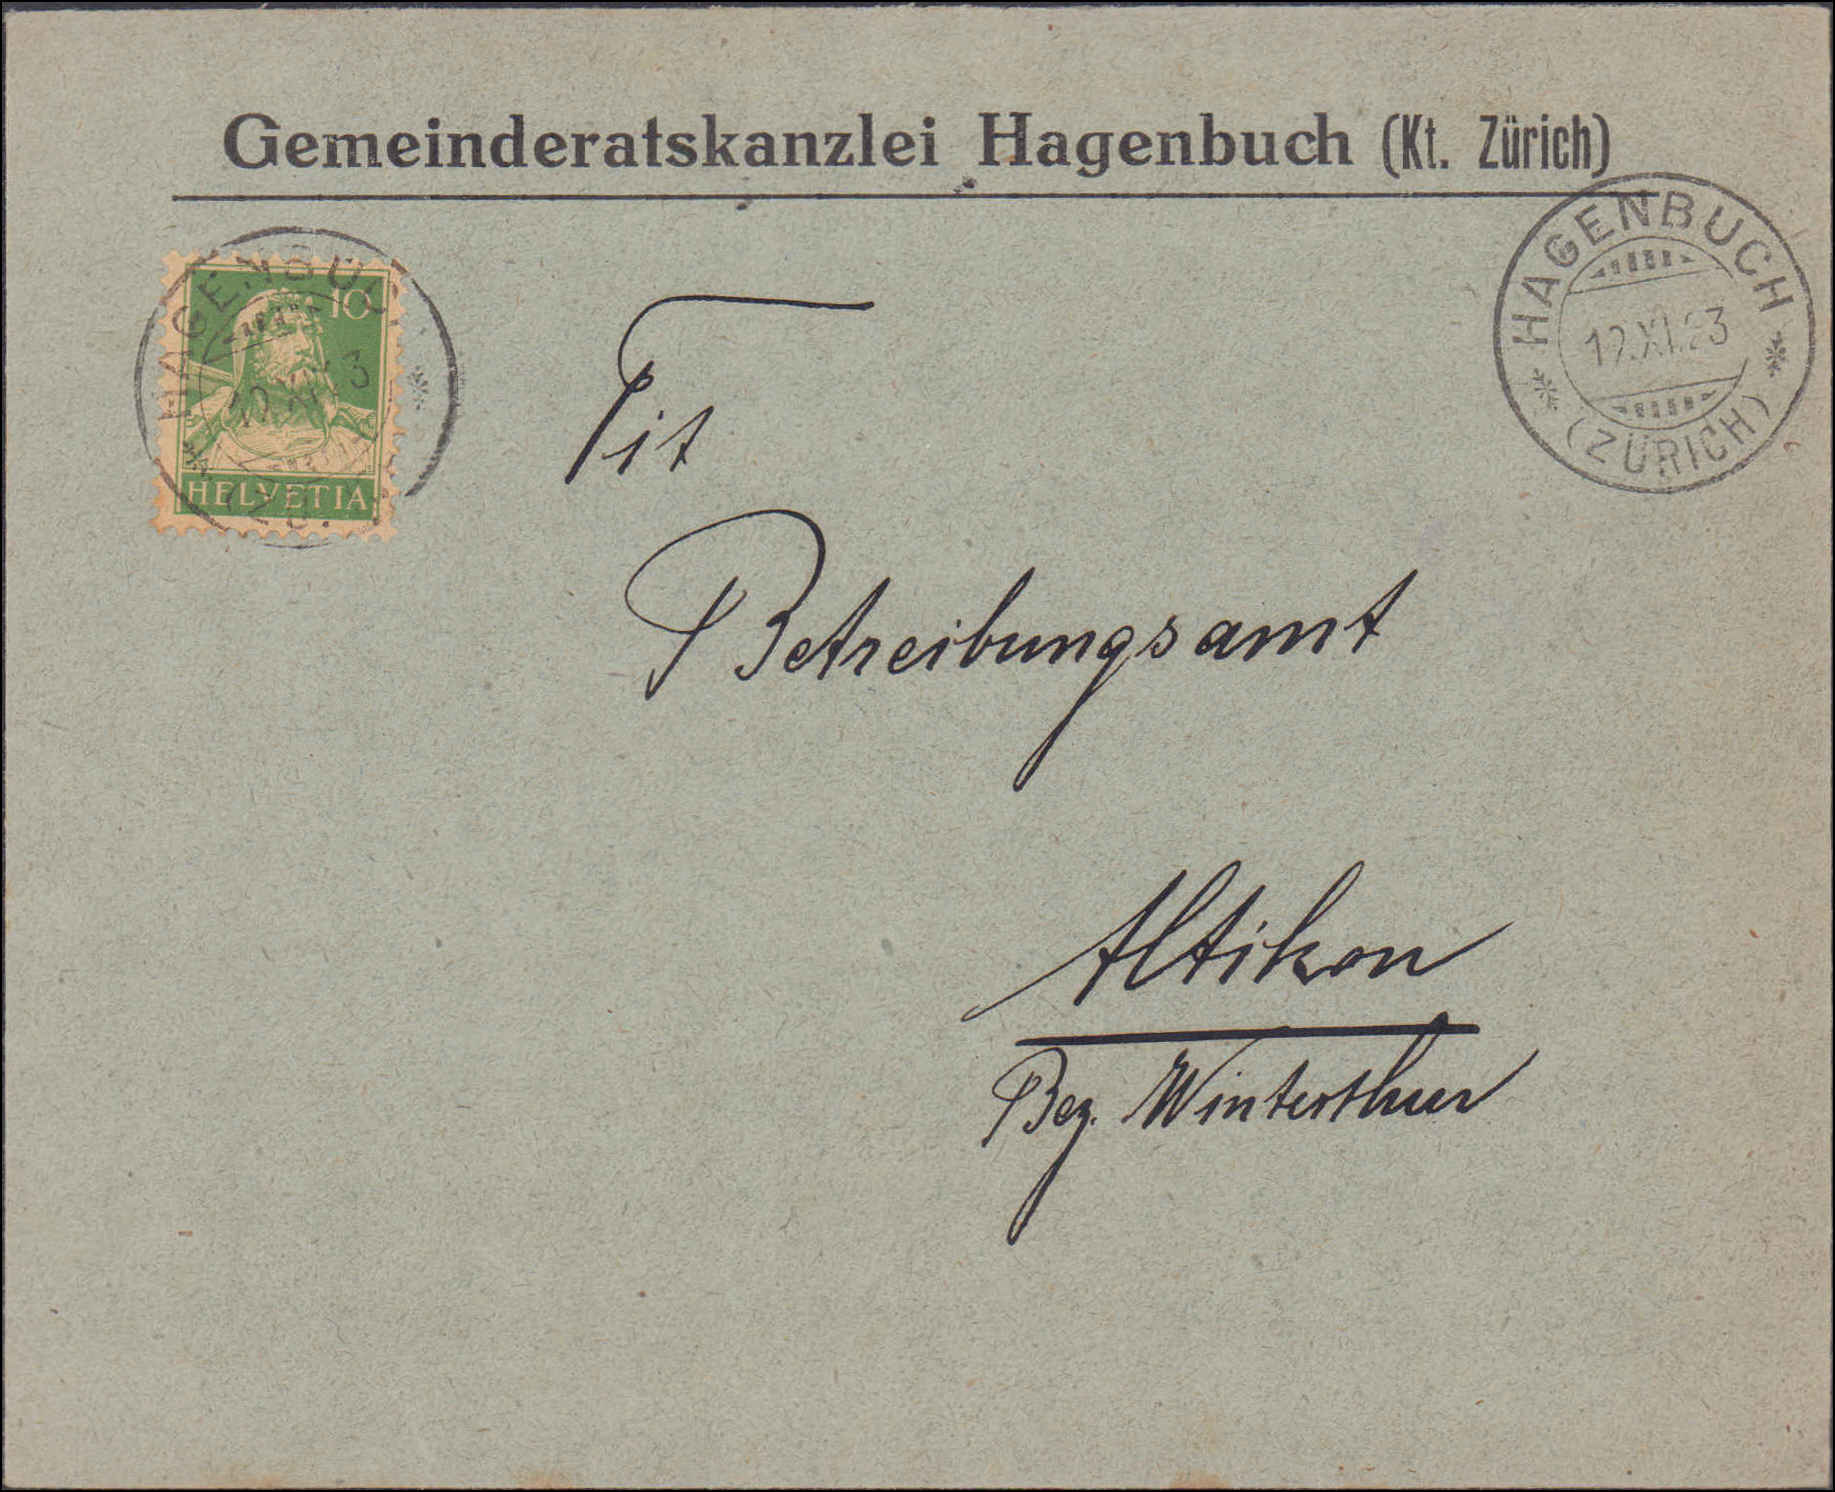 Gemeinderatskanzlei Hagenbuch (Kt. Zürich)
HAGENBUCH
12.XI.23
(ZÜRICH)
10
HELVETIA
Tit
Betreibungsamt
Altikon
Bez. Winterthur